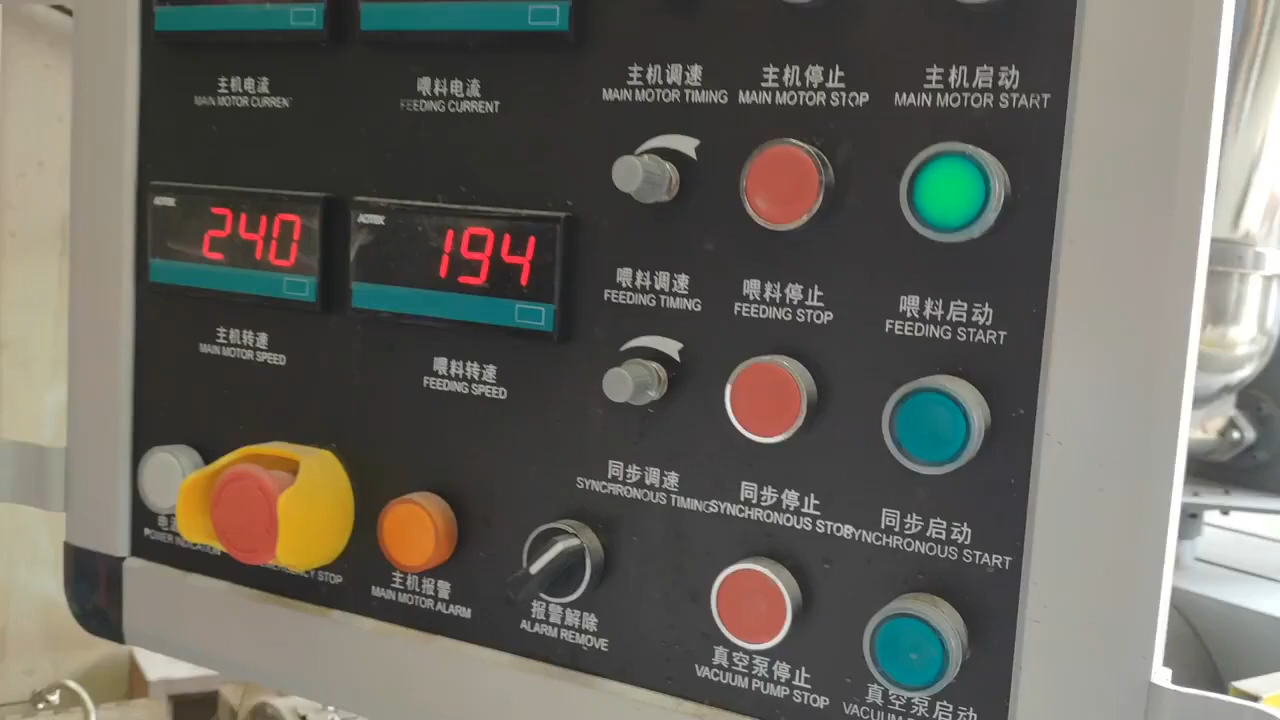 主机电流
MAIN MOTOR CURRENT
喂料电流
FEEDING CURRENT
主机调速
MAIN MOTOR TIMING
主机停止
MAIN MOTOR STOP
主机启动
MAIN MOTOR START
240
194
主机转速
MAIN MOTOR SPEED
喂料转速
FEEDING SPEED
喂料调速
FEEDING TIMING
喂料停止
FEEDING STOP
喂料启动
FEEDING START
同步调速
SYNCHRONOUS TIMING
同步停止
SYNCHRONOUS STOP
同步启动
SYNCHRONOUS START
POWER INDICATION
STOP
主机报警
MAIN MOTOR ALARM
报警解除
ALARM REMOVE
真空泵停止
VACUUM PUMP STOP
真空泵启动
VACUUM